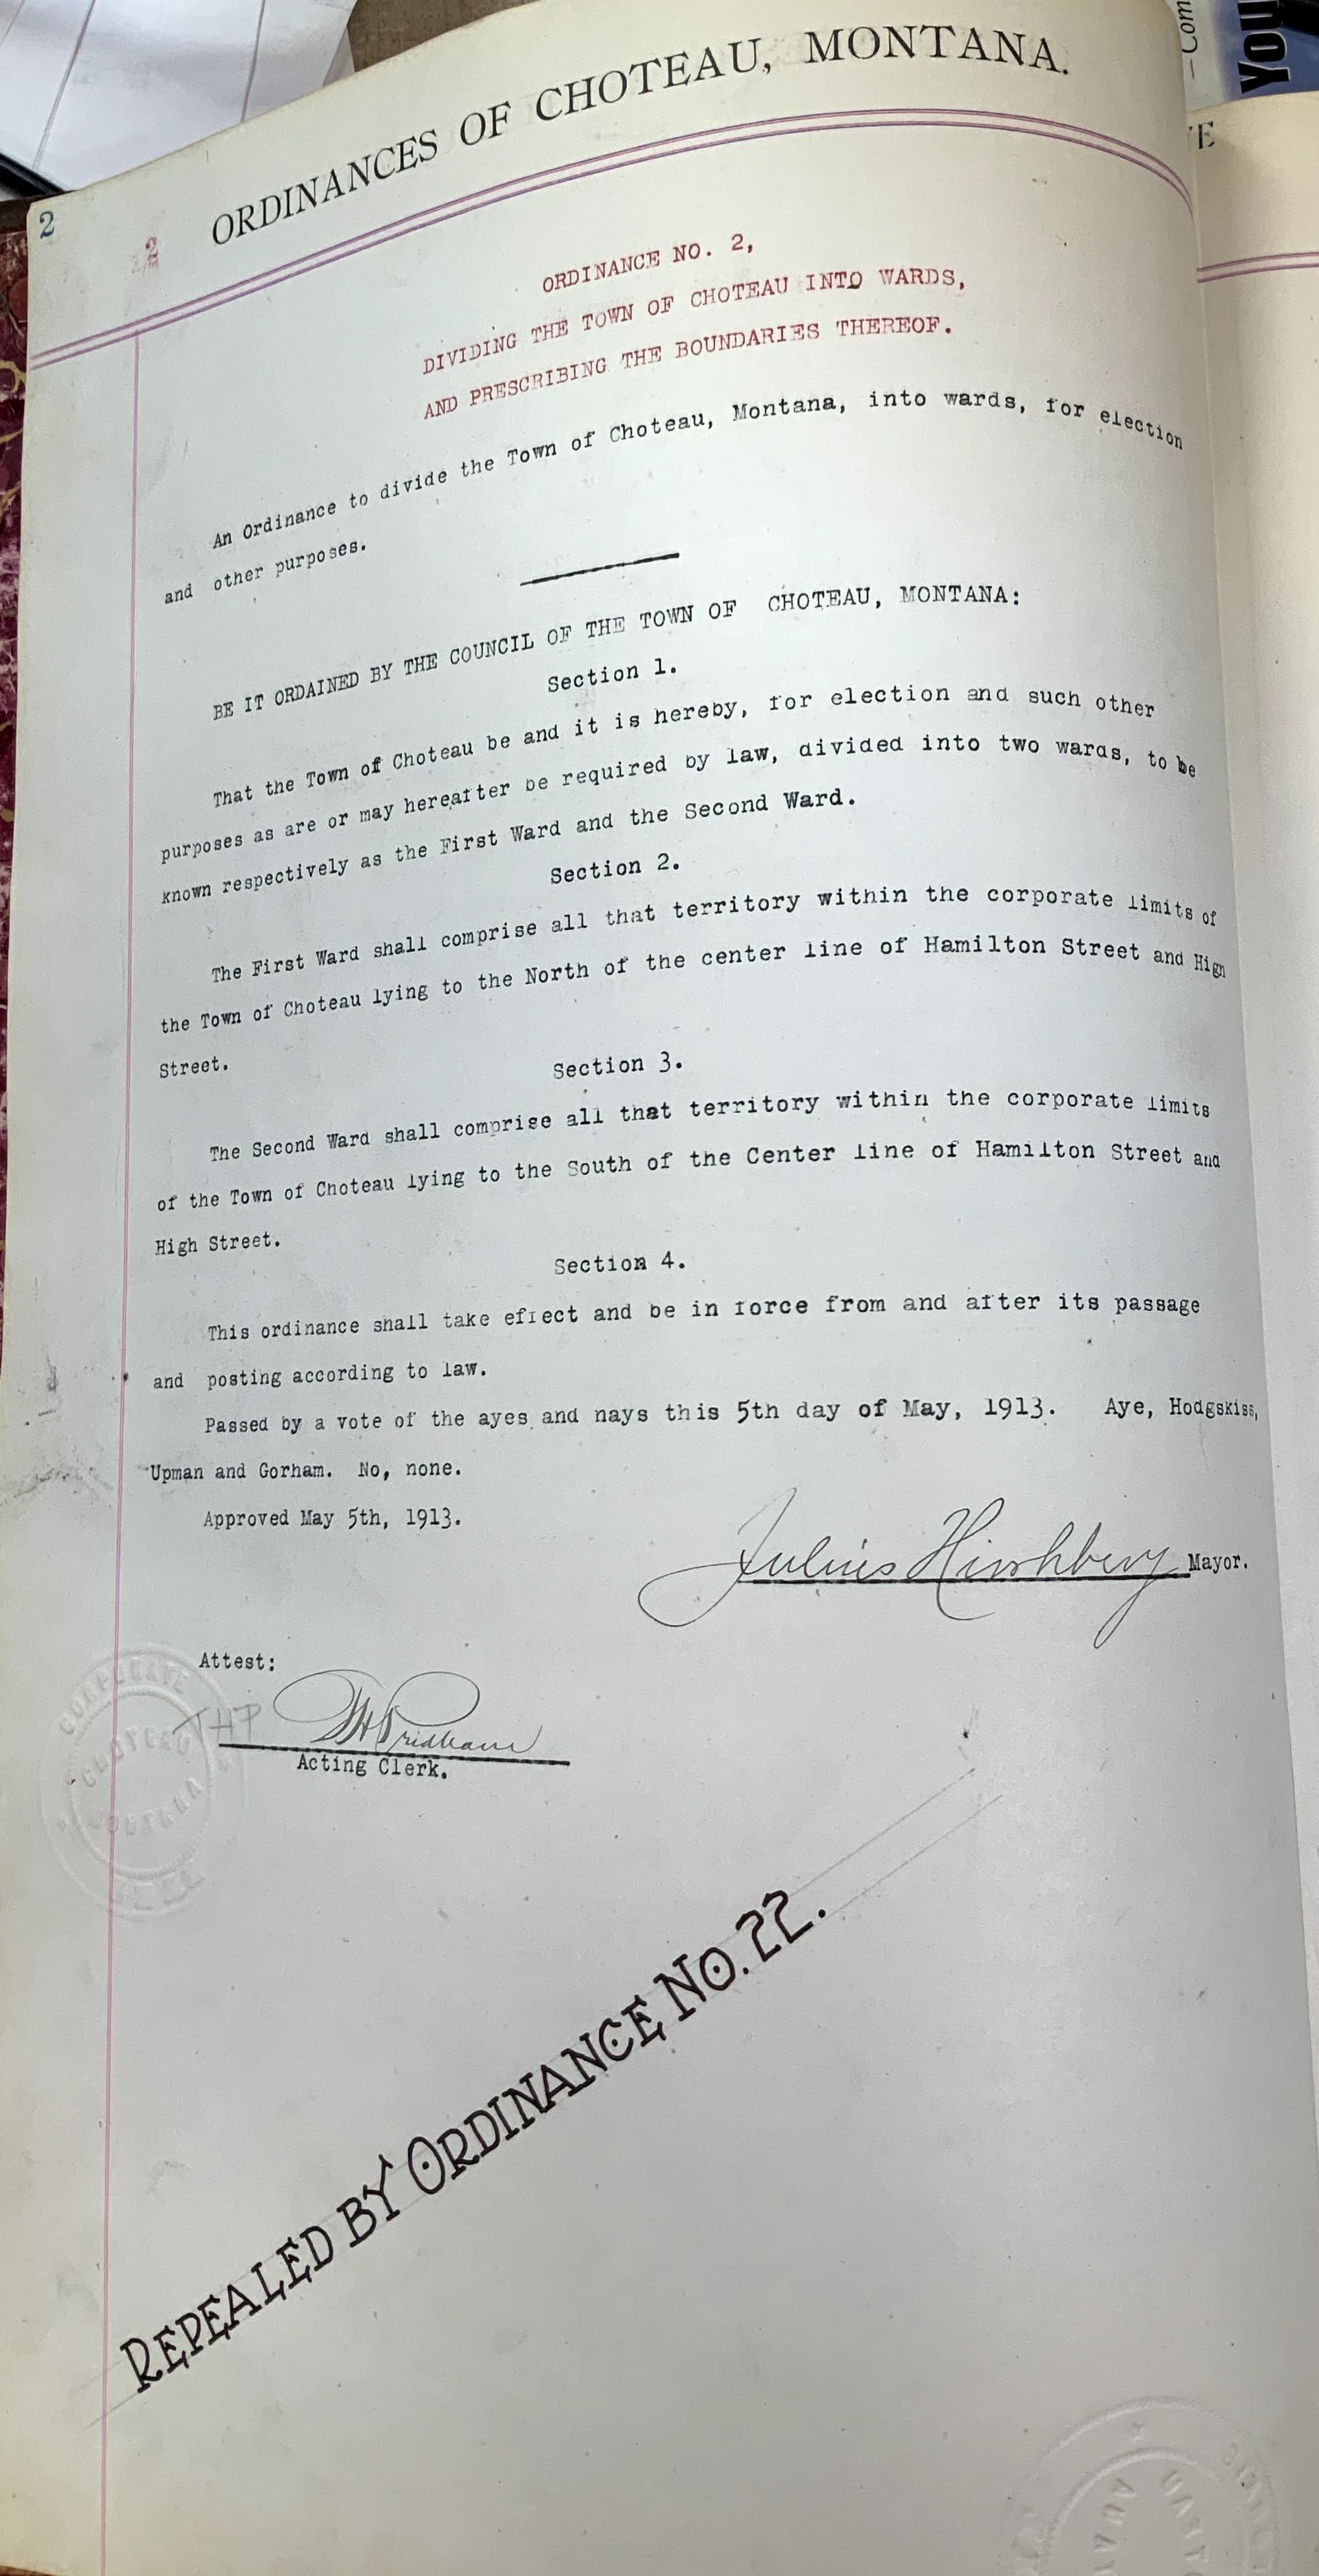 – Com
You
ORDINANCES OF CHOTEAU, MONTANA.
2
2
ORDINANCE NO. 2,
DIVIDING THE TOWN OF CHOTEAU INTO WARDS,
AND PRESCRIBING THE BOUNDARIES THEREOF.
An Ordinance to divide the Town of Choteau, Montana, into wards, for election
and other purposes.
BE IT ORDAINED BY THE COUNCIL OF THE TOWN OF CHOTEAU, MONTANA:
Section 1.
That the Town of Choteau be and it is hereby, for election and such other
purposes as are or may hereafter be required by law, divided into two wards, to be
known respectively as the First Ward and the Second Ward.
Section 2.
The First Ward shall comprise all that territory within the corporate limits of
the Town of Choteau lying to the North of the center line of Hamilton Street and High
Street.
Section 3.
The Second Ward shall comprise all that territory within the corporate limits
of the Town of Choteau lying to the South of the Center line of Hamilton Street and
High Street.
Section 4.
This ordinance shall take effect and be in force from and after its passage
and posting according to law.
Passed by a vote of the ayes and nays this 5th day of May, 1913. Aye, Hodgskiss,
Upman and Gorham. No, none.
Approved May 5th, 1913.
Julius Hirshberg Mayor.
Attest:
THP
Pridham
Acting Clerk.
CORPORATE
CHOTEAU
REPEALED BY ORDINANCE NO. 22.